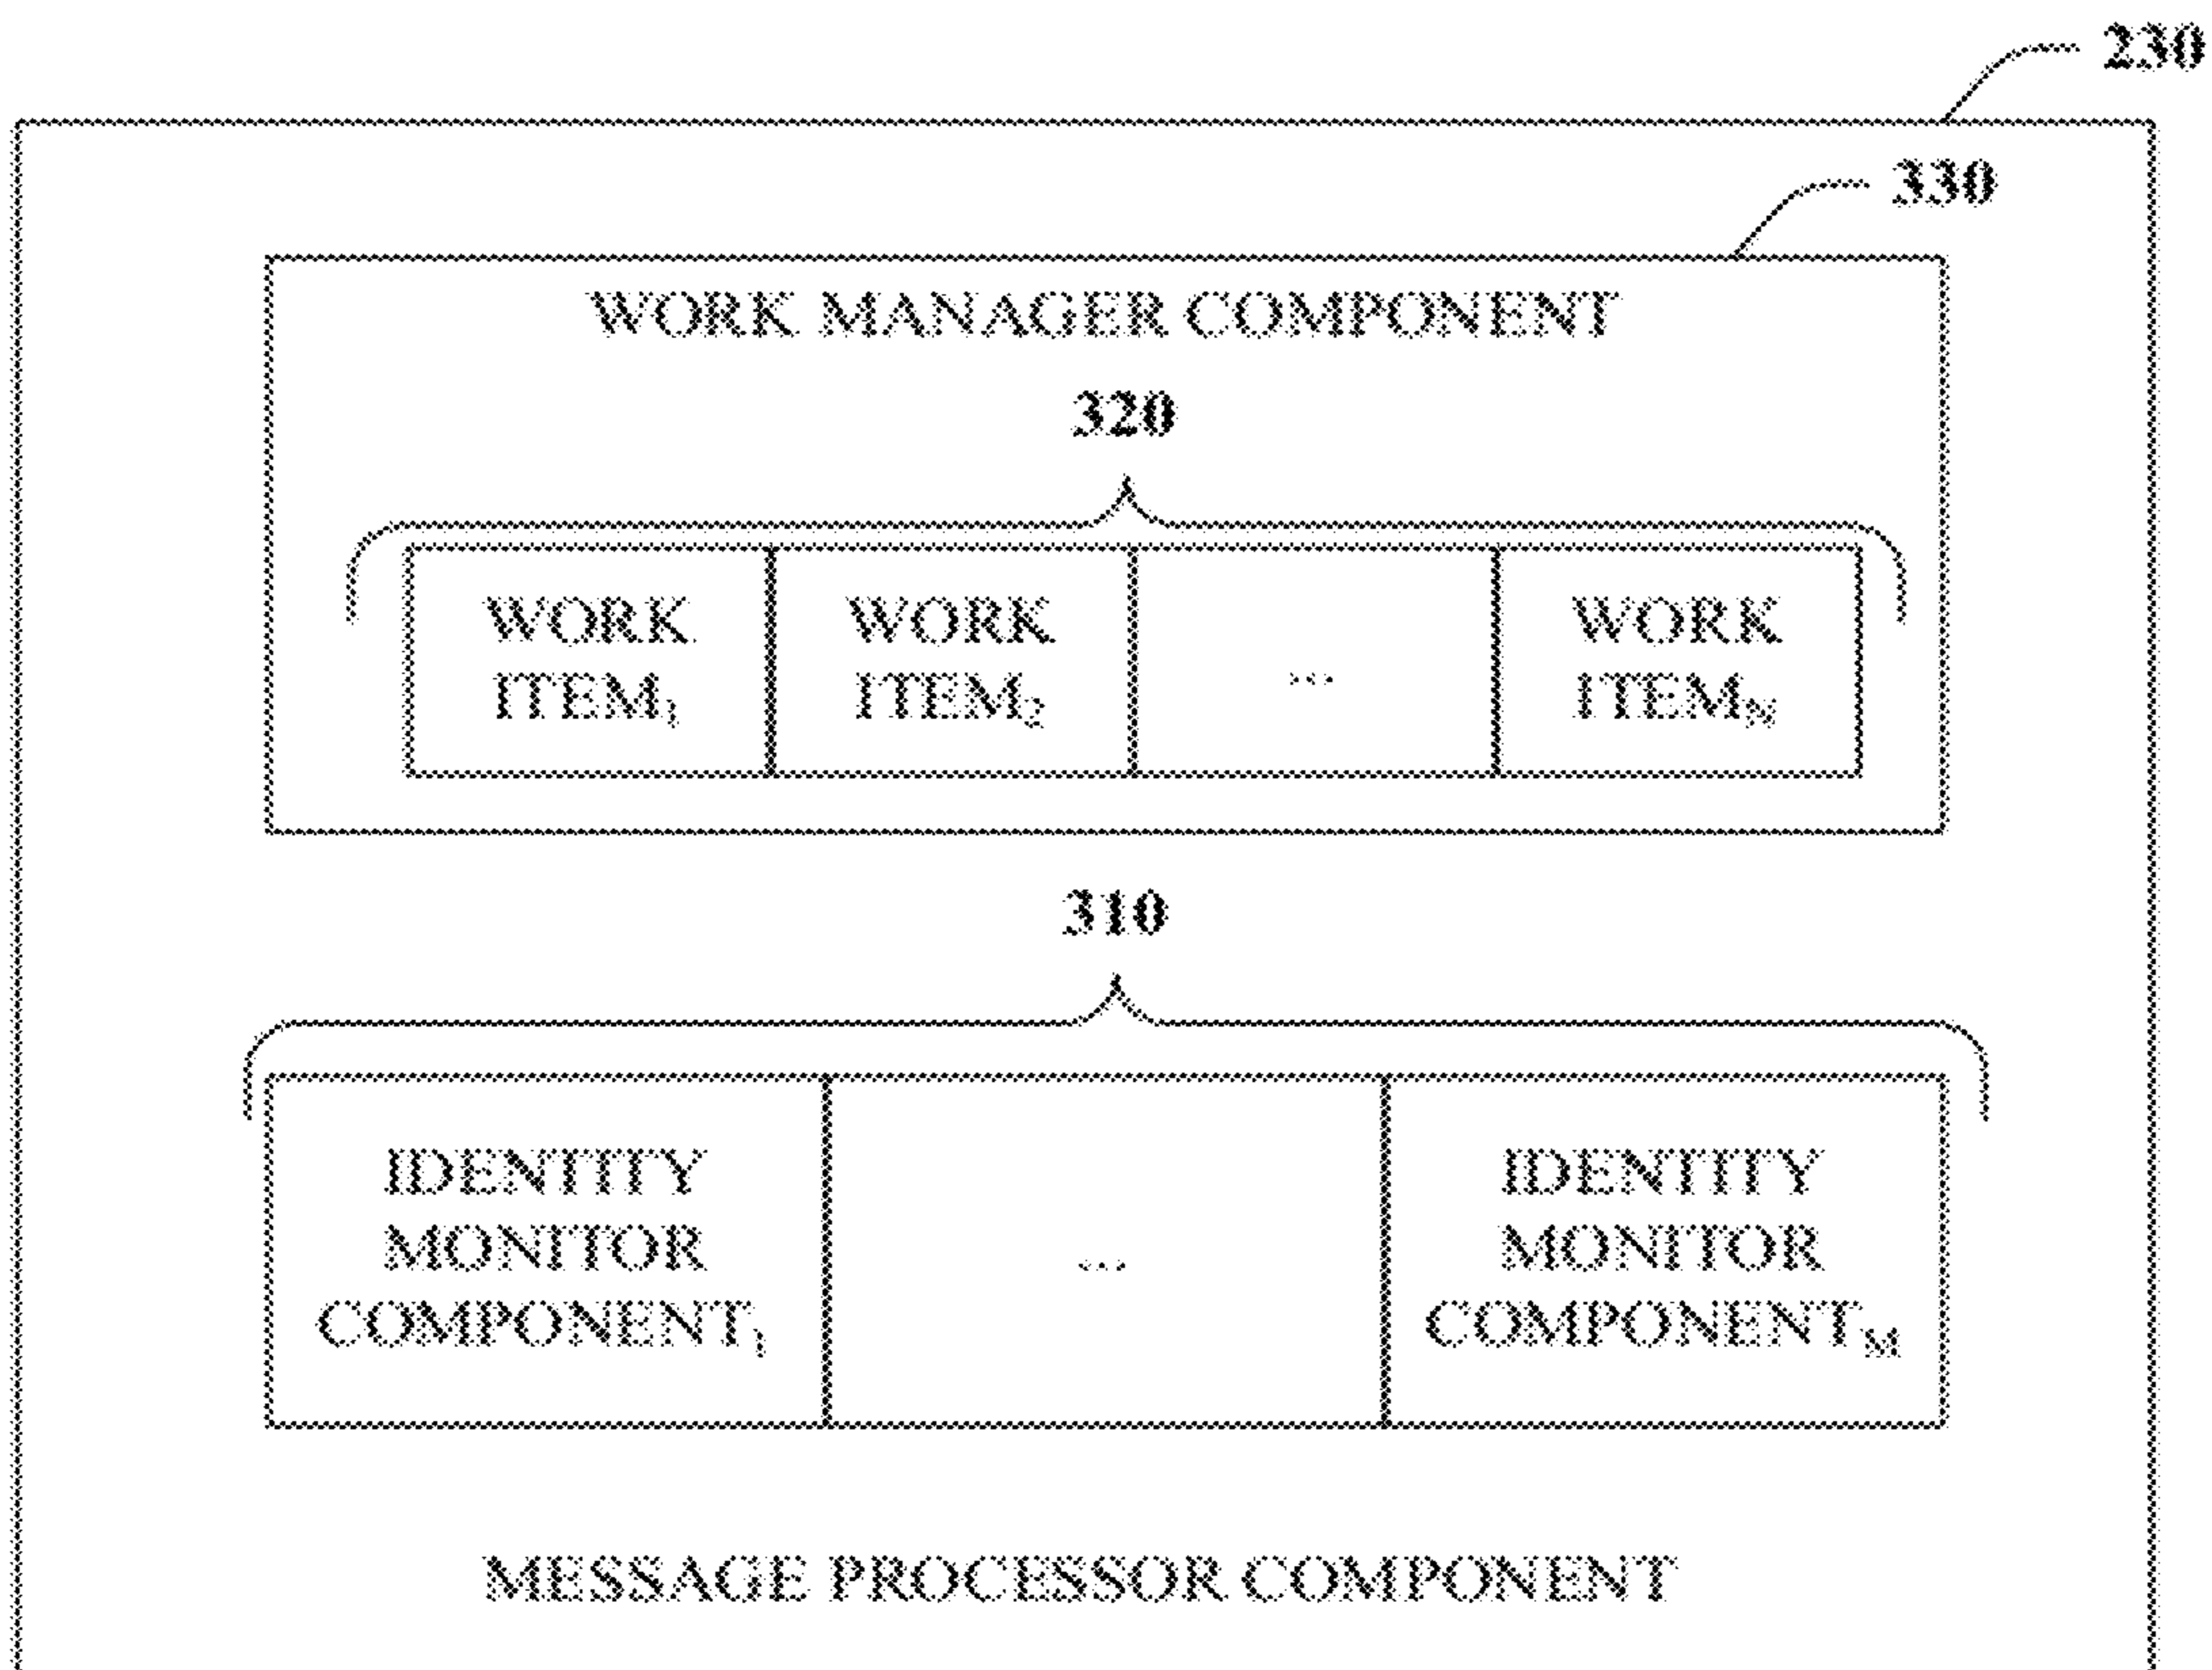 230
330
WORK MANAGER COMPONENT
320
WORK WORK WORK
ITEM₁ ITEM₂ ... ITEMN
310
IDENTITY IDENTITY
MONITOR ... MONITOR
COMPONENT₁ COMPONENTM
MESSAGE PROCESSOR COMPONENT